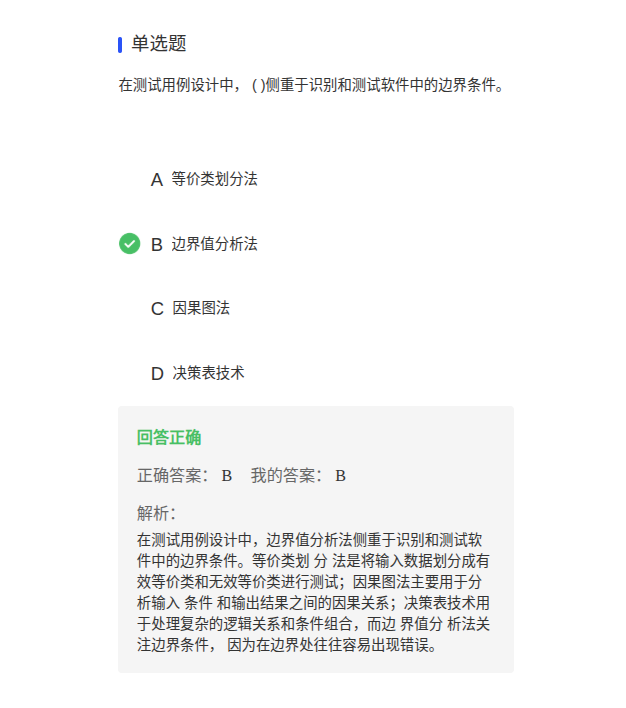 单选题
在测试用例设计中， ( )侧重于识别和测试软件中的边界条件。
A 等价类划分法
B 边界值分析法
C 因果图法
D 决策表技术
回答正确
正确答案： B 我的答案： B
解析：
在测试用例设计中，边界值分析法侧重于识别和测试软
件中的边界条件。等价类划 分 法是将输入数据划分成有
效等价类和无效等价类进行测试；因果图法主要用于分
析输入 条件 和输出结果之间的因果关系；决策表技术用
于处理复杂的逻辑关系和条件组合，而边 界值分 析法关
注边界条件， 因为在边界处往往容易出现错误。